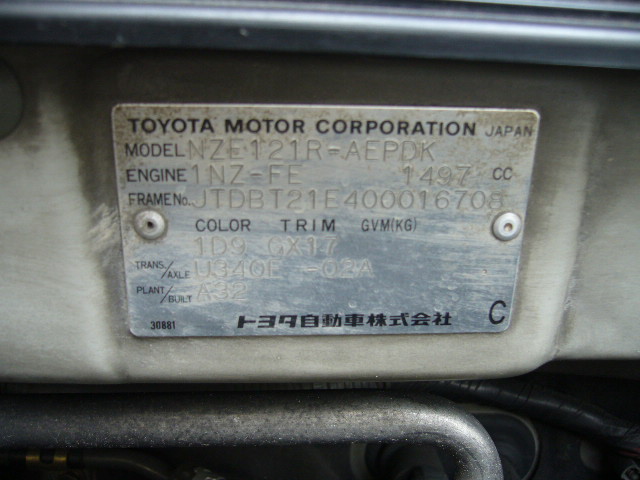 TOYOTA MOTOR CORPORATION JAPAN
MODEL NZE121R-AEPDK
ENGINE 1NZ-FE 1497 CC
FRAME No. JTDBT21E400016708
COLOR TRIM GVM(KG)
1D9 CX17
TRANS./AXLE U340E -02A
PLANT/BUILT A32
30881 トヨタ自動車株式会社 C